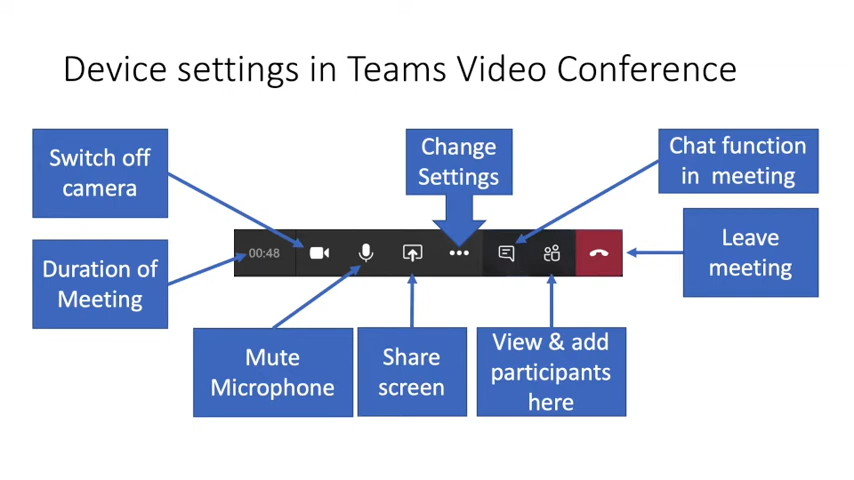 Device settings in Teams Video Conference
Switch off
camera
Change
Settings
Chat function
in meeting
Duration of
Meeting
00:48
Leave
meeting
Mute
Microphone
Share
screen
View & add
participants
here